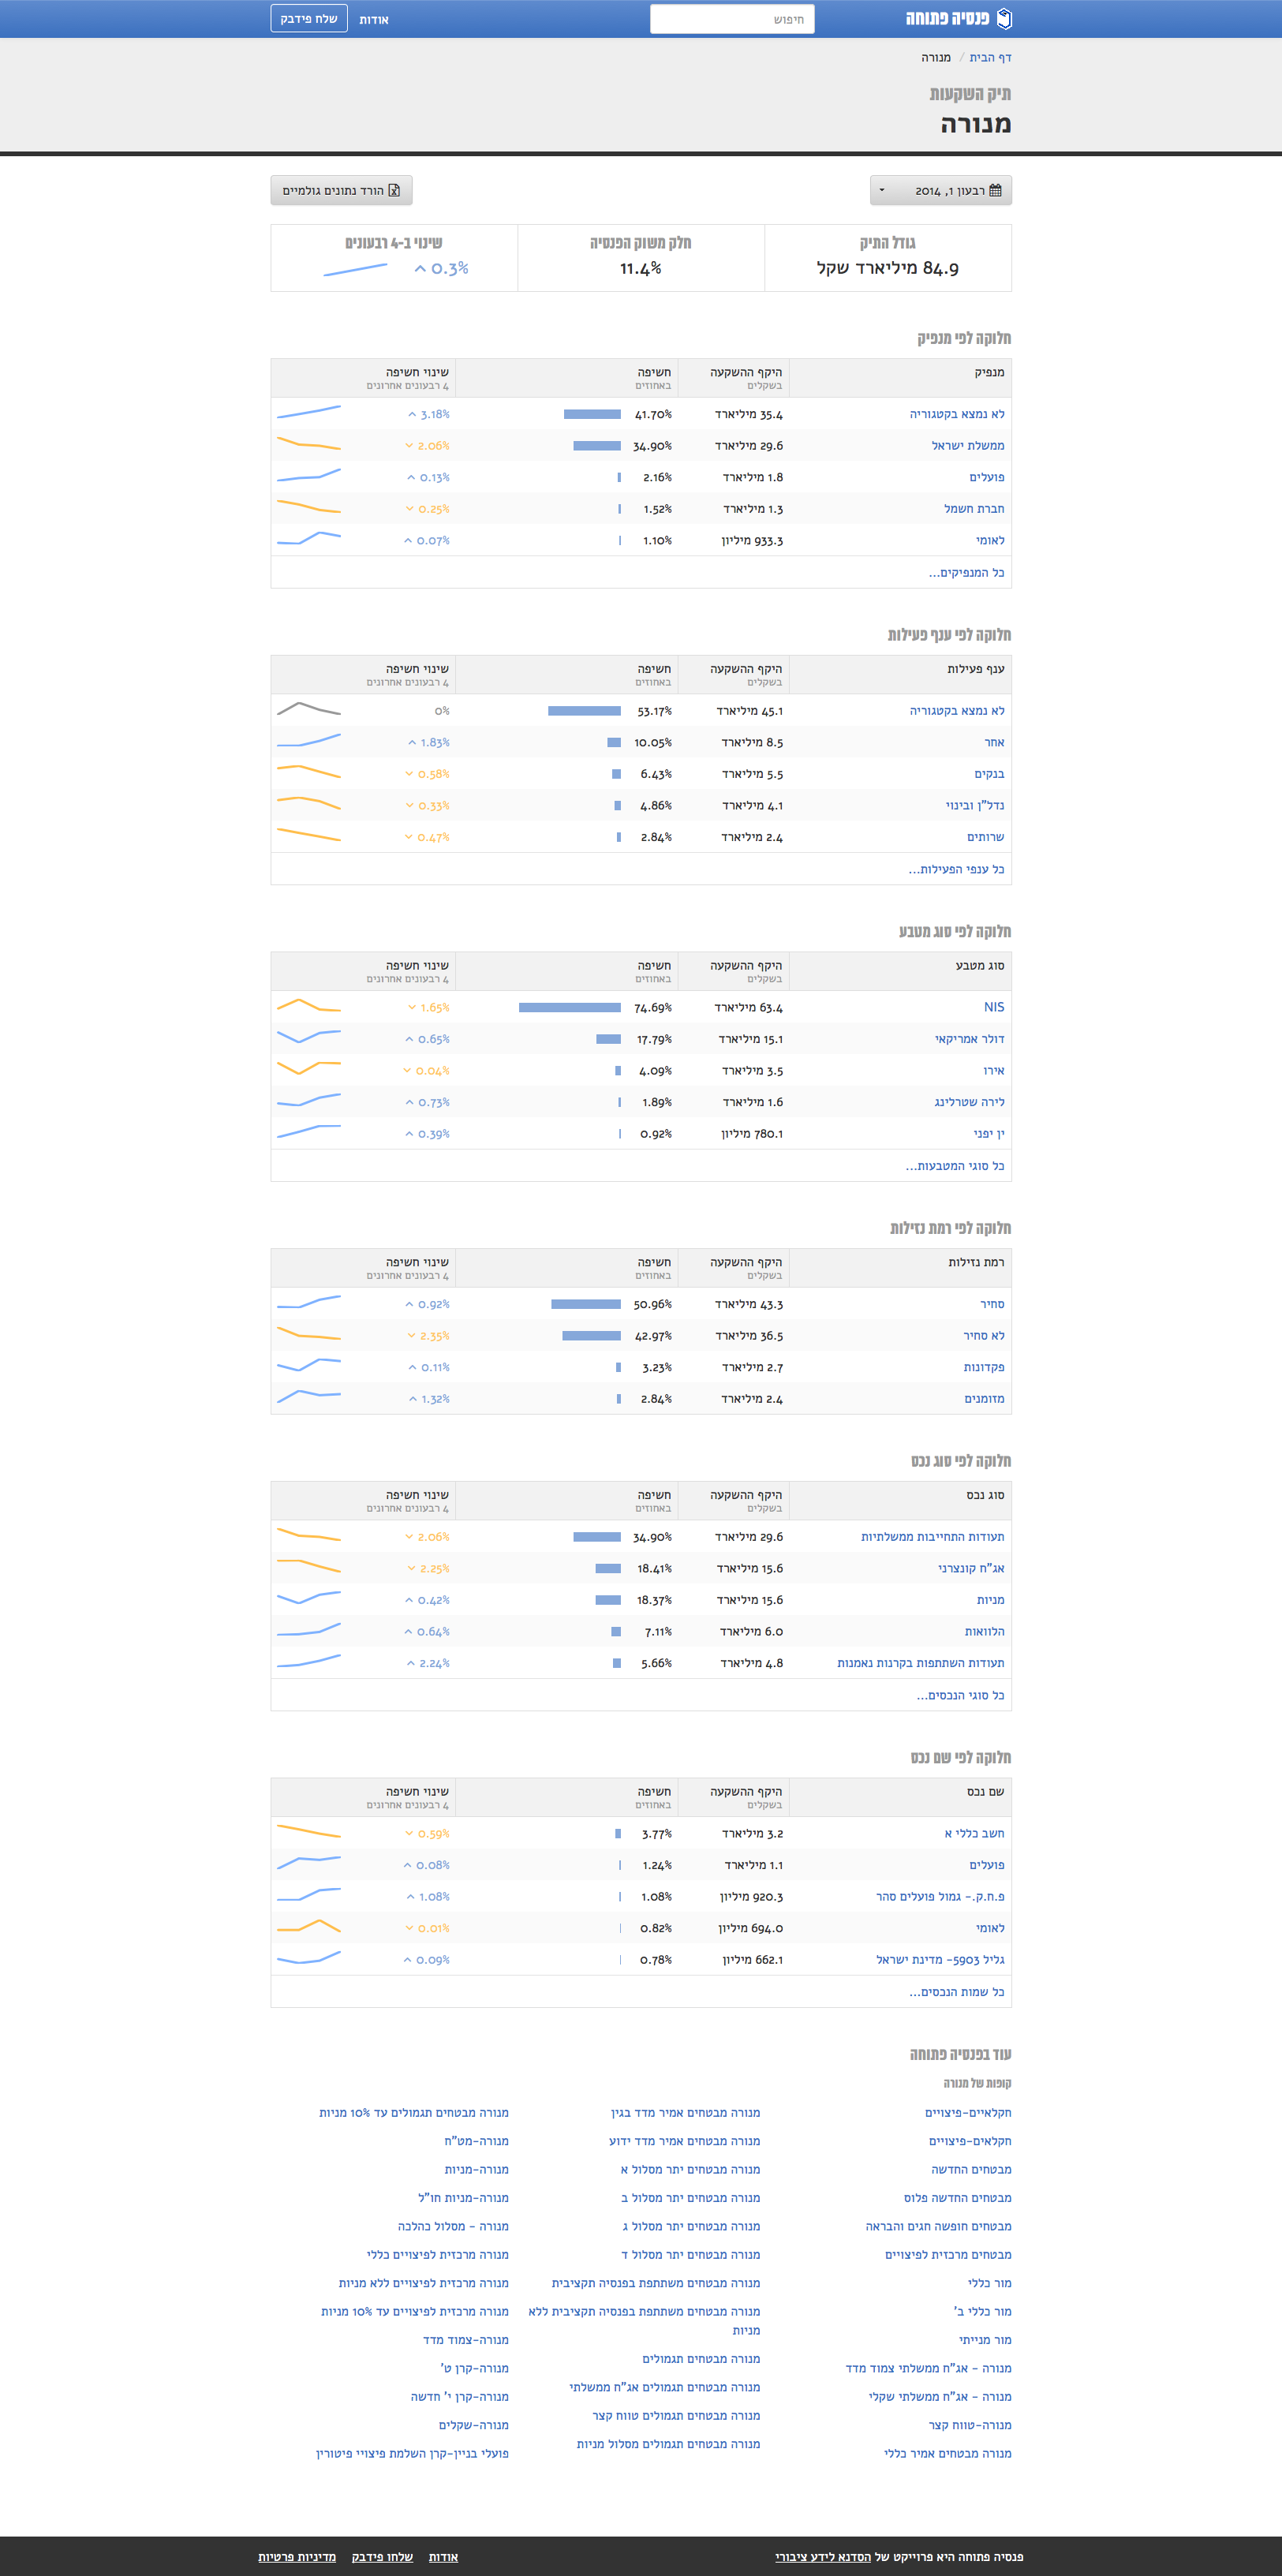 פנסיה פתוחה
חיפוש
אודות
שלח פידבק
דף הבית / מנורה
תיק השקעות
מנורה
רבעון 1, 2014
הורד נתונים גולמיים
גודל התיק חלק משוק הפנסיה שינוי ב-4 רבעונים
84.9 מיליארד שקל 11.4% 0.3%
חלוקה לפי מנפיק
מנפיק היקף ההשקעה חשיפה שינוי חשיפה
בשקלים באחוזים 4 רבעונים אחרונים
לא נמצא בקטגוריה 35.4 מיליארד 41.70% 3.18%
ממשלת ישראל 29.6 מיליארד 34.90% 2.06%
פועלים 1.8 מיליארד 2.16% 0.13%
חברת חשמל 1.3 מיליארד 1.52% 0.25%
לאומי 933.3 מיליון 1.10% 0.07%
כל המנפיקים...
חלוקה לפי ענף פעילות
ענף פעילות היקף ההשקעה חשיפה שינוי חשיפה
בשקלים באחוזים 4 רבעונים אחרונים
לא נמצא בקטגוריה 45.1 מיליארד 53.17% 0%
אחר 8.5 מיליארד 10.05% 1.83%
בנקים 5.5 מיליארד 6.43% 0.58%
נדל"ן ובינוי 4.1 מיליארד 4.86% 0.33%
שרותים 2.4 מיליארד 2.84% 0.47%
כל ענפי הפעילות...
חלוקה לפי סוג מטבע
סוג מטבע היקף ההשקעה חשיפה שינוי חשיפה
בשקלים באחוזים 4 רבעונים אחרונים
NIS 63.4 מיליארד 74.69% 1.65%
דולר אמריקאי 15.1 מיליארד 17.79% 0.65%
אירו 3.5 מיליארד 4.09% 0.04%
לירה שטרלינג 1.6 מיליארד 1.89% 0.73%
ין יפני 780.1 מיליון 0.92% 0.39%
כל סוגי המטבעות...
חלוקה לפי רמת נזילות
רמת נזילות היקף ההשקעה חשיפה שינוי חשיפה
בשקלים באחוזים 4 רבעונים אחרונים
סחיר 43.3 מיליארד 50.96% 0.92%
לא סחיר 36.5 מיליארד 42.97% 2.35%
פקדונות 2.7 מיליארד 3.23% 0.11%
מזומנים 2.4 מיליארד 2.84% 1.32%
חלוקה לפי סוג נכס
סוג נכס היקף ההשקעה חשיפה שינוי חשיפה
בשקלים באחוזים 4 רבעונים אחרונים
תעודות התחייבות ממשלתיות 29.6 מיליארד 34.90% 2.06%
אג"ח קונצרני 15.6 מיליארד 18.41% 2.25%
מניות 15.6 מיליארד 18.37% 0.42%
הלוואות 6.0 מיליארד 7.11% 0.64%
תעודות השתתפות בקרנות נאמנות 4.8 מיליארד 5.66% 2.24%
כל סוגי הנכסים...
חלוקה לפי שם נכס
שם נכס היקף ההשקעה חשיפה שינוי חשיפה
בשקלים באחוזים 4 רבעונים אחרונים
חשב כללי א 3.2 מיליארד 3.77% 0.59%
פועלים 1.1 מיליארד 1.24% 0.08%
פ.ח.ק.- גמול פועלים סהר 920.3 מיליון 1.08% 1.08%
לאומי 694.0 מיליון 0.82% 0.01%
גליל 5903- מדינת ישראל 662.1 מיליון 0.78% 0.09%
כל שמות הנכסים...
עוד בפנסיה פתוחה
קופות של מנורה
חקלאיים-פיצויים
חקלאים-פיצויים
מבטחים החדשה
מבטחים החדשה פלוס
מבטחים חופשה חגים והבראה
מבטחים מרכזית לפיצויים
מור כללי
מור כללי ב'
מור מנייתי
מנורה - אג"ח ממשלתי צמוד מדד
מנורה - אג"ח ממשלתי שקלי
מנורה-טווח קצר
מנורה מבטחים אמיר כללי
מנורה מבטחים אמיר מדד בגין
מנורה מבטחים אמיר מדד ידוע
מנורה מבטחים יתר מסלול א
מנורה מבטחים יתר מסלול ב
מנורה מבטחים יתר מסלול ג
מנורה מבטחים יתר מסלול ד
מנורה מבטחים משתתפת בפנסיה תקציבית
מנורה מבטחים משתתפת בפנסיה תקציבית ללא
מניות
מנורה מבטחים תגמולים
מנורה מבטחים תגמולים אג"ח ממשלתי
מנורה מבטחים תגמולים טווח קצר
מנורה מבטחים תגמולים מסלול מניות
מנורה מבטחים תגמולים עד 10% מניות
מנורה-מט"ח
מנורה-מניות
מנורה-מניות חו"ל
מנורה - מסלול כהלכה
מנורה מרכזית לפיצויים כללי
מנורה מרכזית לפיצויים ללא מניות
מנורה מרכזית לפיצויים עד 10% מניות
מנורה-צמוד מדד
מנורה-קרן ט'
מנורה-קרן י' חדשה
מנורה-שקלים
פועלי בניין-קרן השלמת פיצויי פיטורין
פנסיה פתוחה היא פרוייקט של הסדנא לידע ציבורי
אודות שלחו פידבק מדיניות פרטיות